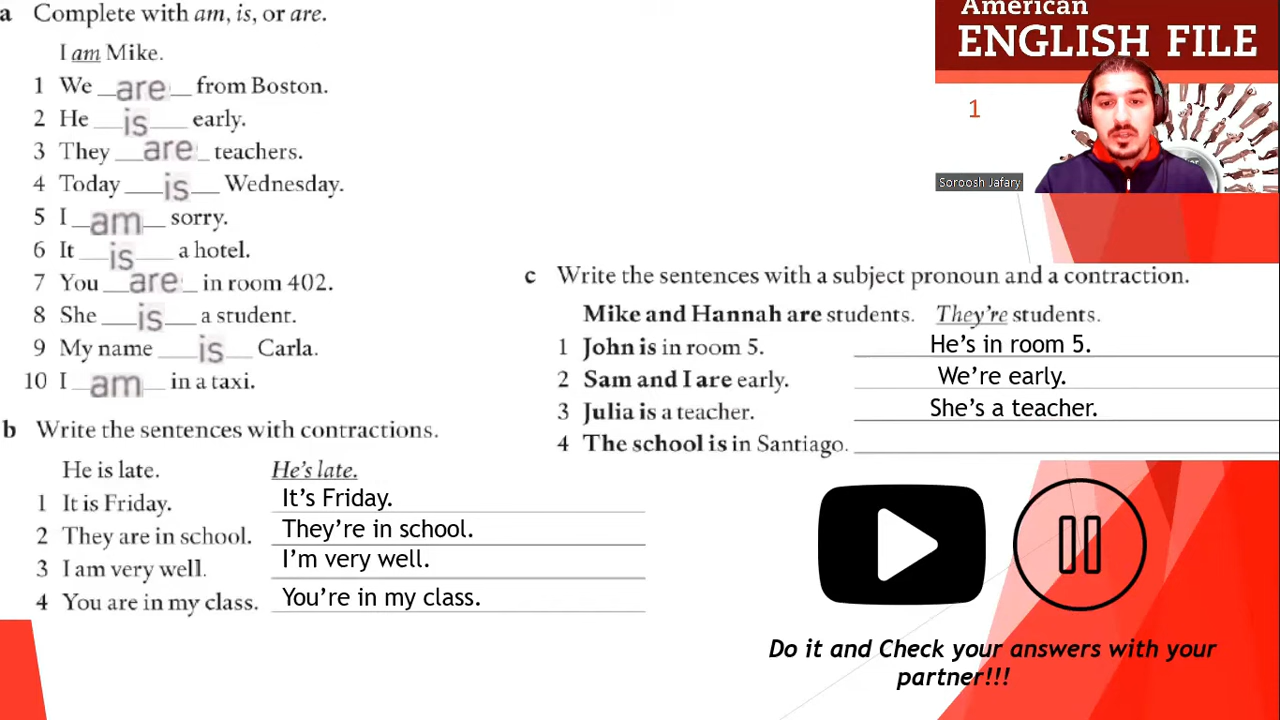 a Complete with am, is, or are.
I am Mike.
1 We are from Boston.
2 He is early.
3 They are teachers.
4 Today is Wednesday.
5 I am sorry.
6 It is a hotel.
7 You are in room 402.
8 She is a student.
9 My name is Carla.
10 I am in a taxi.
b Write the sentences with contractions.
He is late. He's late.
1 It is Friday. It's Friday.
2 They are in school. They're in school.
3 I am very well. I'm very well.
4 You are in my class. You're in my class.
American
ENGLISH FILE
1
Soroosh Jafary
c Write the sentences with a subject pronoun and a contraction.
Mike and Hannah are students. They're students.
1 John is in room 5. He's in room 5.
2 Sam and I are early. We're early.
3 Julia is a teacher. She's a teacher.
4 The school is in Santiago.
Do it and Check your answers with your
partner!!!